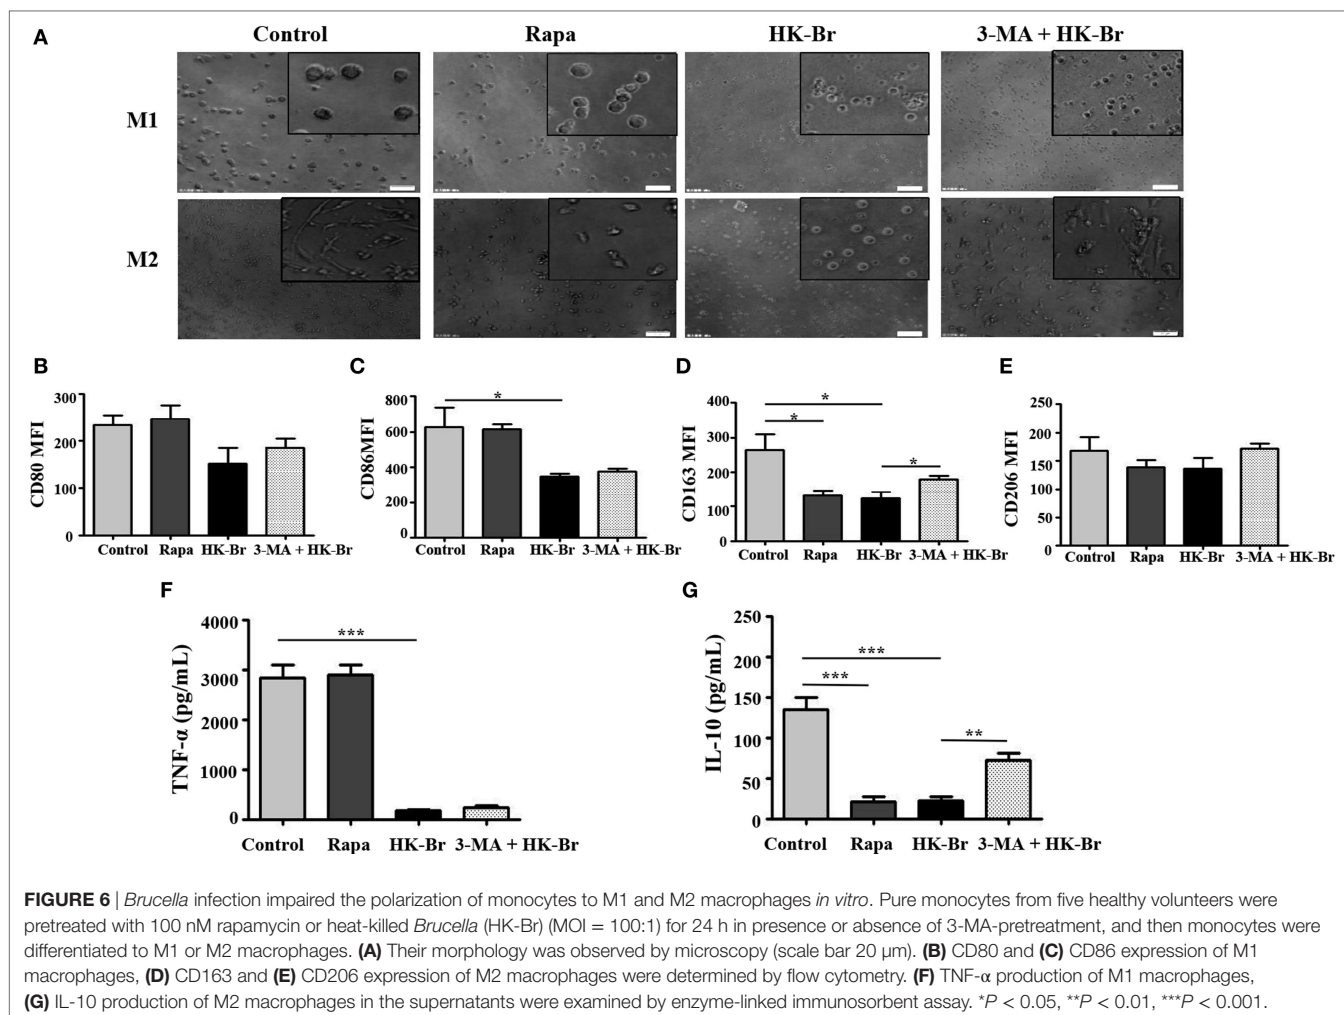 A
Control
Rapa
HK-Br
3-MA + HK-Br
M1
M2
B
CD80 MFI
300
200
100
0
Control Rapa HK-Br 3-MA + HK-Br
C
CD86MFI
800
600
400
200
0
*
Control Rapa HK-Br 3-MA + HK-Br
D
CD163 MFI
400
300
200
100
0
*
*
*
Control Rapa HK-Br 3-MA + HK-Br
E
CD206 MFI
250
200
150
100
50
0
Control Rapa HK-Br 3-MA + HK-Br
F
TNF-α (pg/mL)
4000
3000
2000
1000
0
***
Control Rapa HK-Br 3-MA + HK-Br
G
IL-10 (pg/mL)
250
200
150
100
50
0
***
***
**
Control Rapa HK-Br 3-MA + HK-Br
FIGURE 6 | Brucella infection impaired the polarization of monocytes to M1 and M2 macrophages in vitro. Pure monocytes from five healthy volunteers were
pretreated with 100 nM rapamycin or heat-killed Brucella (HK-Br) (MOI = 100:1) for 24 h in presence or absence of 3-MA-pretreatment, and then monocytes were
differentiated to M1 or M2 macrophages. (A) Their morphology was observed by microscopy (scale bar 20 µm). (B) CD80 and (C) CD86 expression of M1
macrophages, (D) CD163 and (E) CD206 expression of M2 macrophages were determined by flow cytometry. (F) TNF-α production of M1 macrophages,
(G) IL-10 production of M2 macrophages in the supernatants were examined by enzyme-linked immunosorbent assay. *P < 0.05, **P < 0.01, ***P < 0.001.